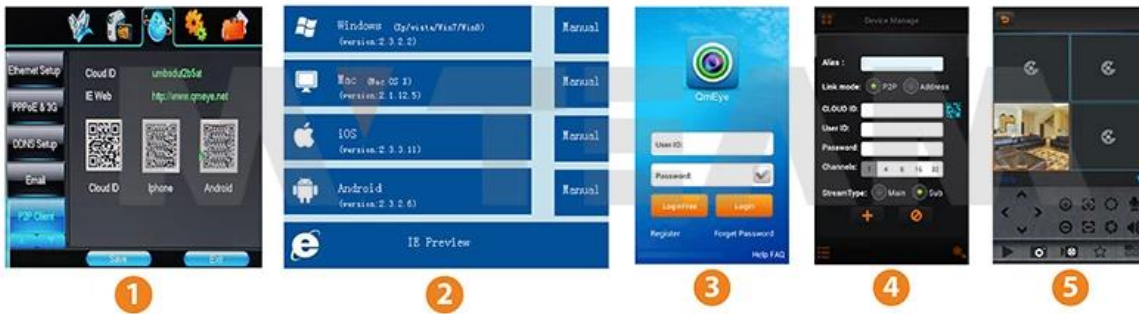 Ethernet Setup
PPPoE & 3G
DDNS Setup
Email
P2P Client
Cloud ID
umbsduf2b5at
IE Web
http://www.qmeye.net
Cloud ID
Iphone
Android
Save
Exit
1
Windows (Xp/vista/Win7/Win8)
(version:2.3.2.2)
Manual
Mac (Mac OS X)
(version:2.1.12.5)
Manual
iOS
(version:2.3.3.11)
Manual
Android
(version:2.3.2.6)
Manual
IE Preview
2
QmEye
User ID:
Password:
LoginFree
Login
Register
Forget Password
Help FAQ
3
Device Manage
Alias :
Link mode:
P2P
Address
CLOUD ID:
User ID:
Password:
Channels:
1 4 8 16 32
StreamType:
Main
Sub
4
5